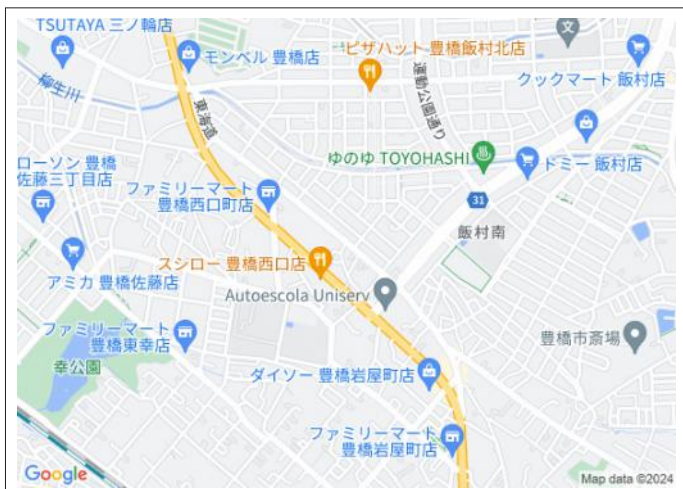 TSUTAYA 三ノ輪店
モンベル 豊橋店
ピザハット 豊橋飯村北店
クックマート 飯村店
柳生川
東海道
運動公園通り
ゆのゆ TOYOHASHI
ドミー 飯村店
ローソン 豊橋
佐藤三丁目店
ファミリーマート
豊橋西口町店
31
飯村南
スシロー 豊橋西口店
アミカ 豊橋佐藤店
Autoescola Uniserv
ファミリーマート
豊橋東幸店
豊橋市斎場
幸公園
ダイソー 豊橋岩屋町店
ファミリーマート
豊橋岩屋町店
文
Google
Map data ©2024